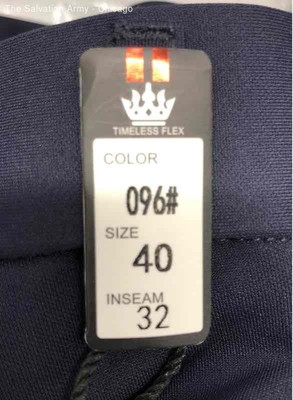 The Salvation Army - Chicago
TIMELESS FLEX
COLOR
096#
SIZE
40
INSEAM
32